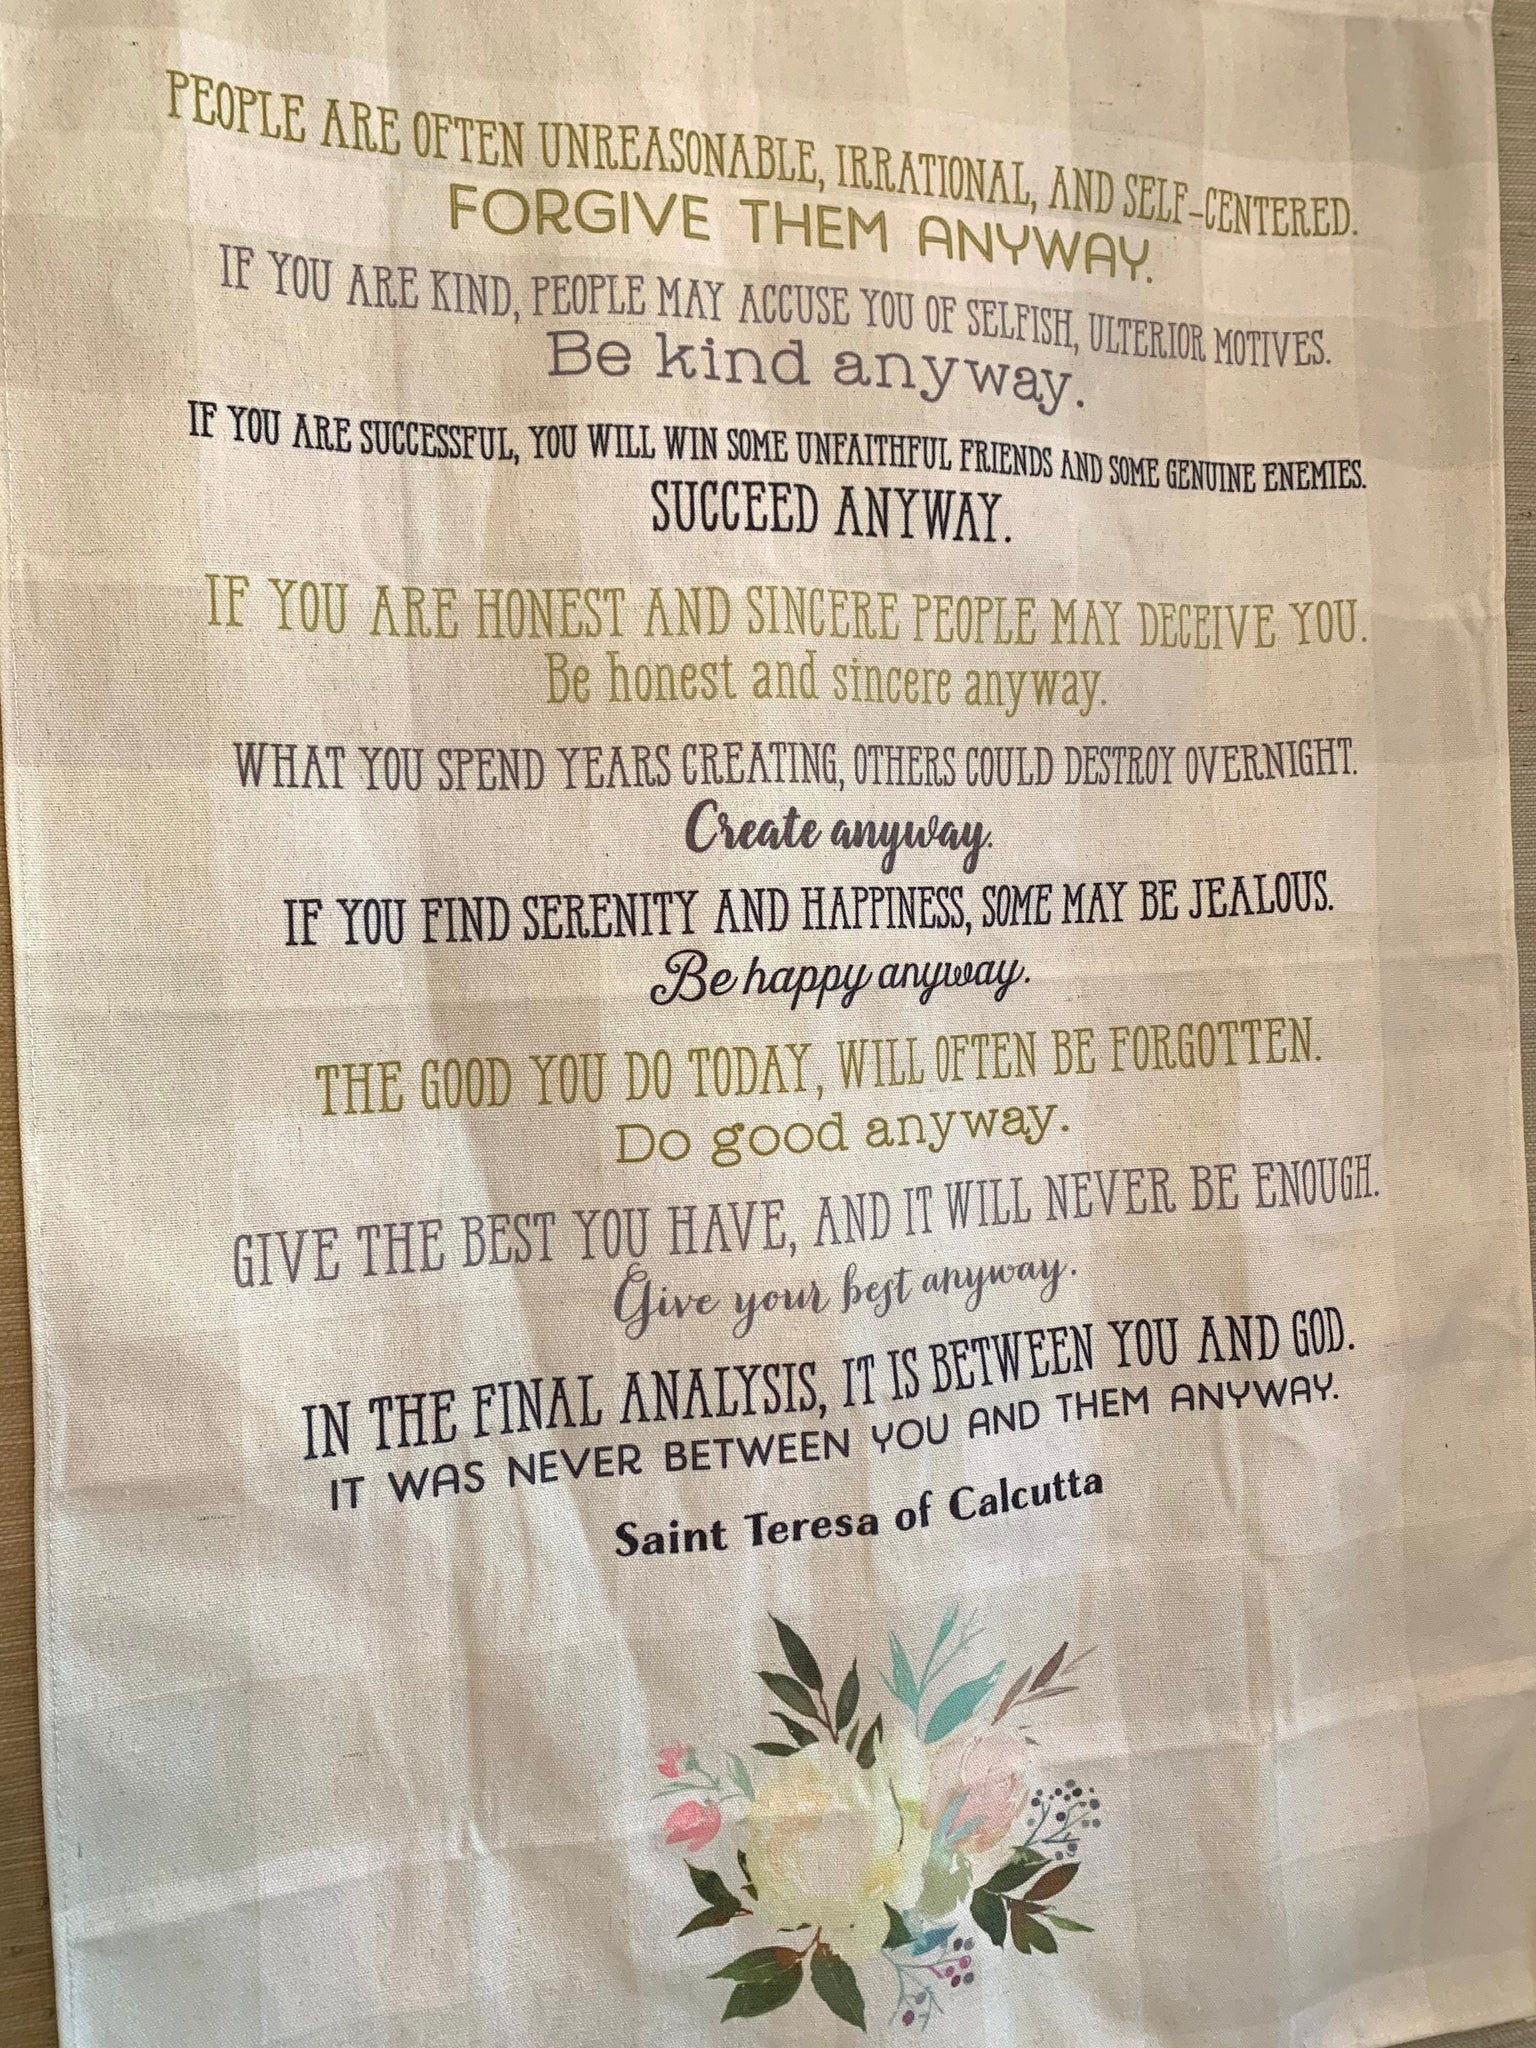 PEOPLE ARE OFTEN UNREASONABLE, IRRATIONAL, AND SELF-CENTERED.
FORGIVE THEM ANYWAY.
IF YOU ARE KIND, PEOPLE MAY ACCUSE YOU OF SELFISH, ULTERIOR MOTIVES.
Be kind anyway.
IF YOU ARE SUCCESSFUL, YOU WILL WIN SOME UNFAITHFUL FRIENDS AND SOME GENUINE ENEMIES.
SUCCEED ANYWAY.
IF YOU ARE HONEST AND SINCERE PEOPLE MAY DECEIVE YOU.
Be honest and sincere anyway.
WHAT YOU SPEND YEARS CREATING, OTHERS COULD DESTROY OVERNIGHT.
Create anyway.
IF YOU FIND SERENITY AND HAPPINESS, SOME MAY BE JEALOUS.
Be happy anyway.
THE GOOD YOU DO TODAY, WILL OFTEN BE FORGOTTEN.
Do good anyway.
GIVE THE BEST YOU HAVE, AND IT WILL NEVER BE ENOUGH.
Give your best anyway.
IN THE FINAL ANALYSIS, IT IS BETWEEN YOU AND GOD.
IT WAS NEVER BETWEEN YOU AND THEM ANYWAY.
Saint Teresa of Calcutta